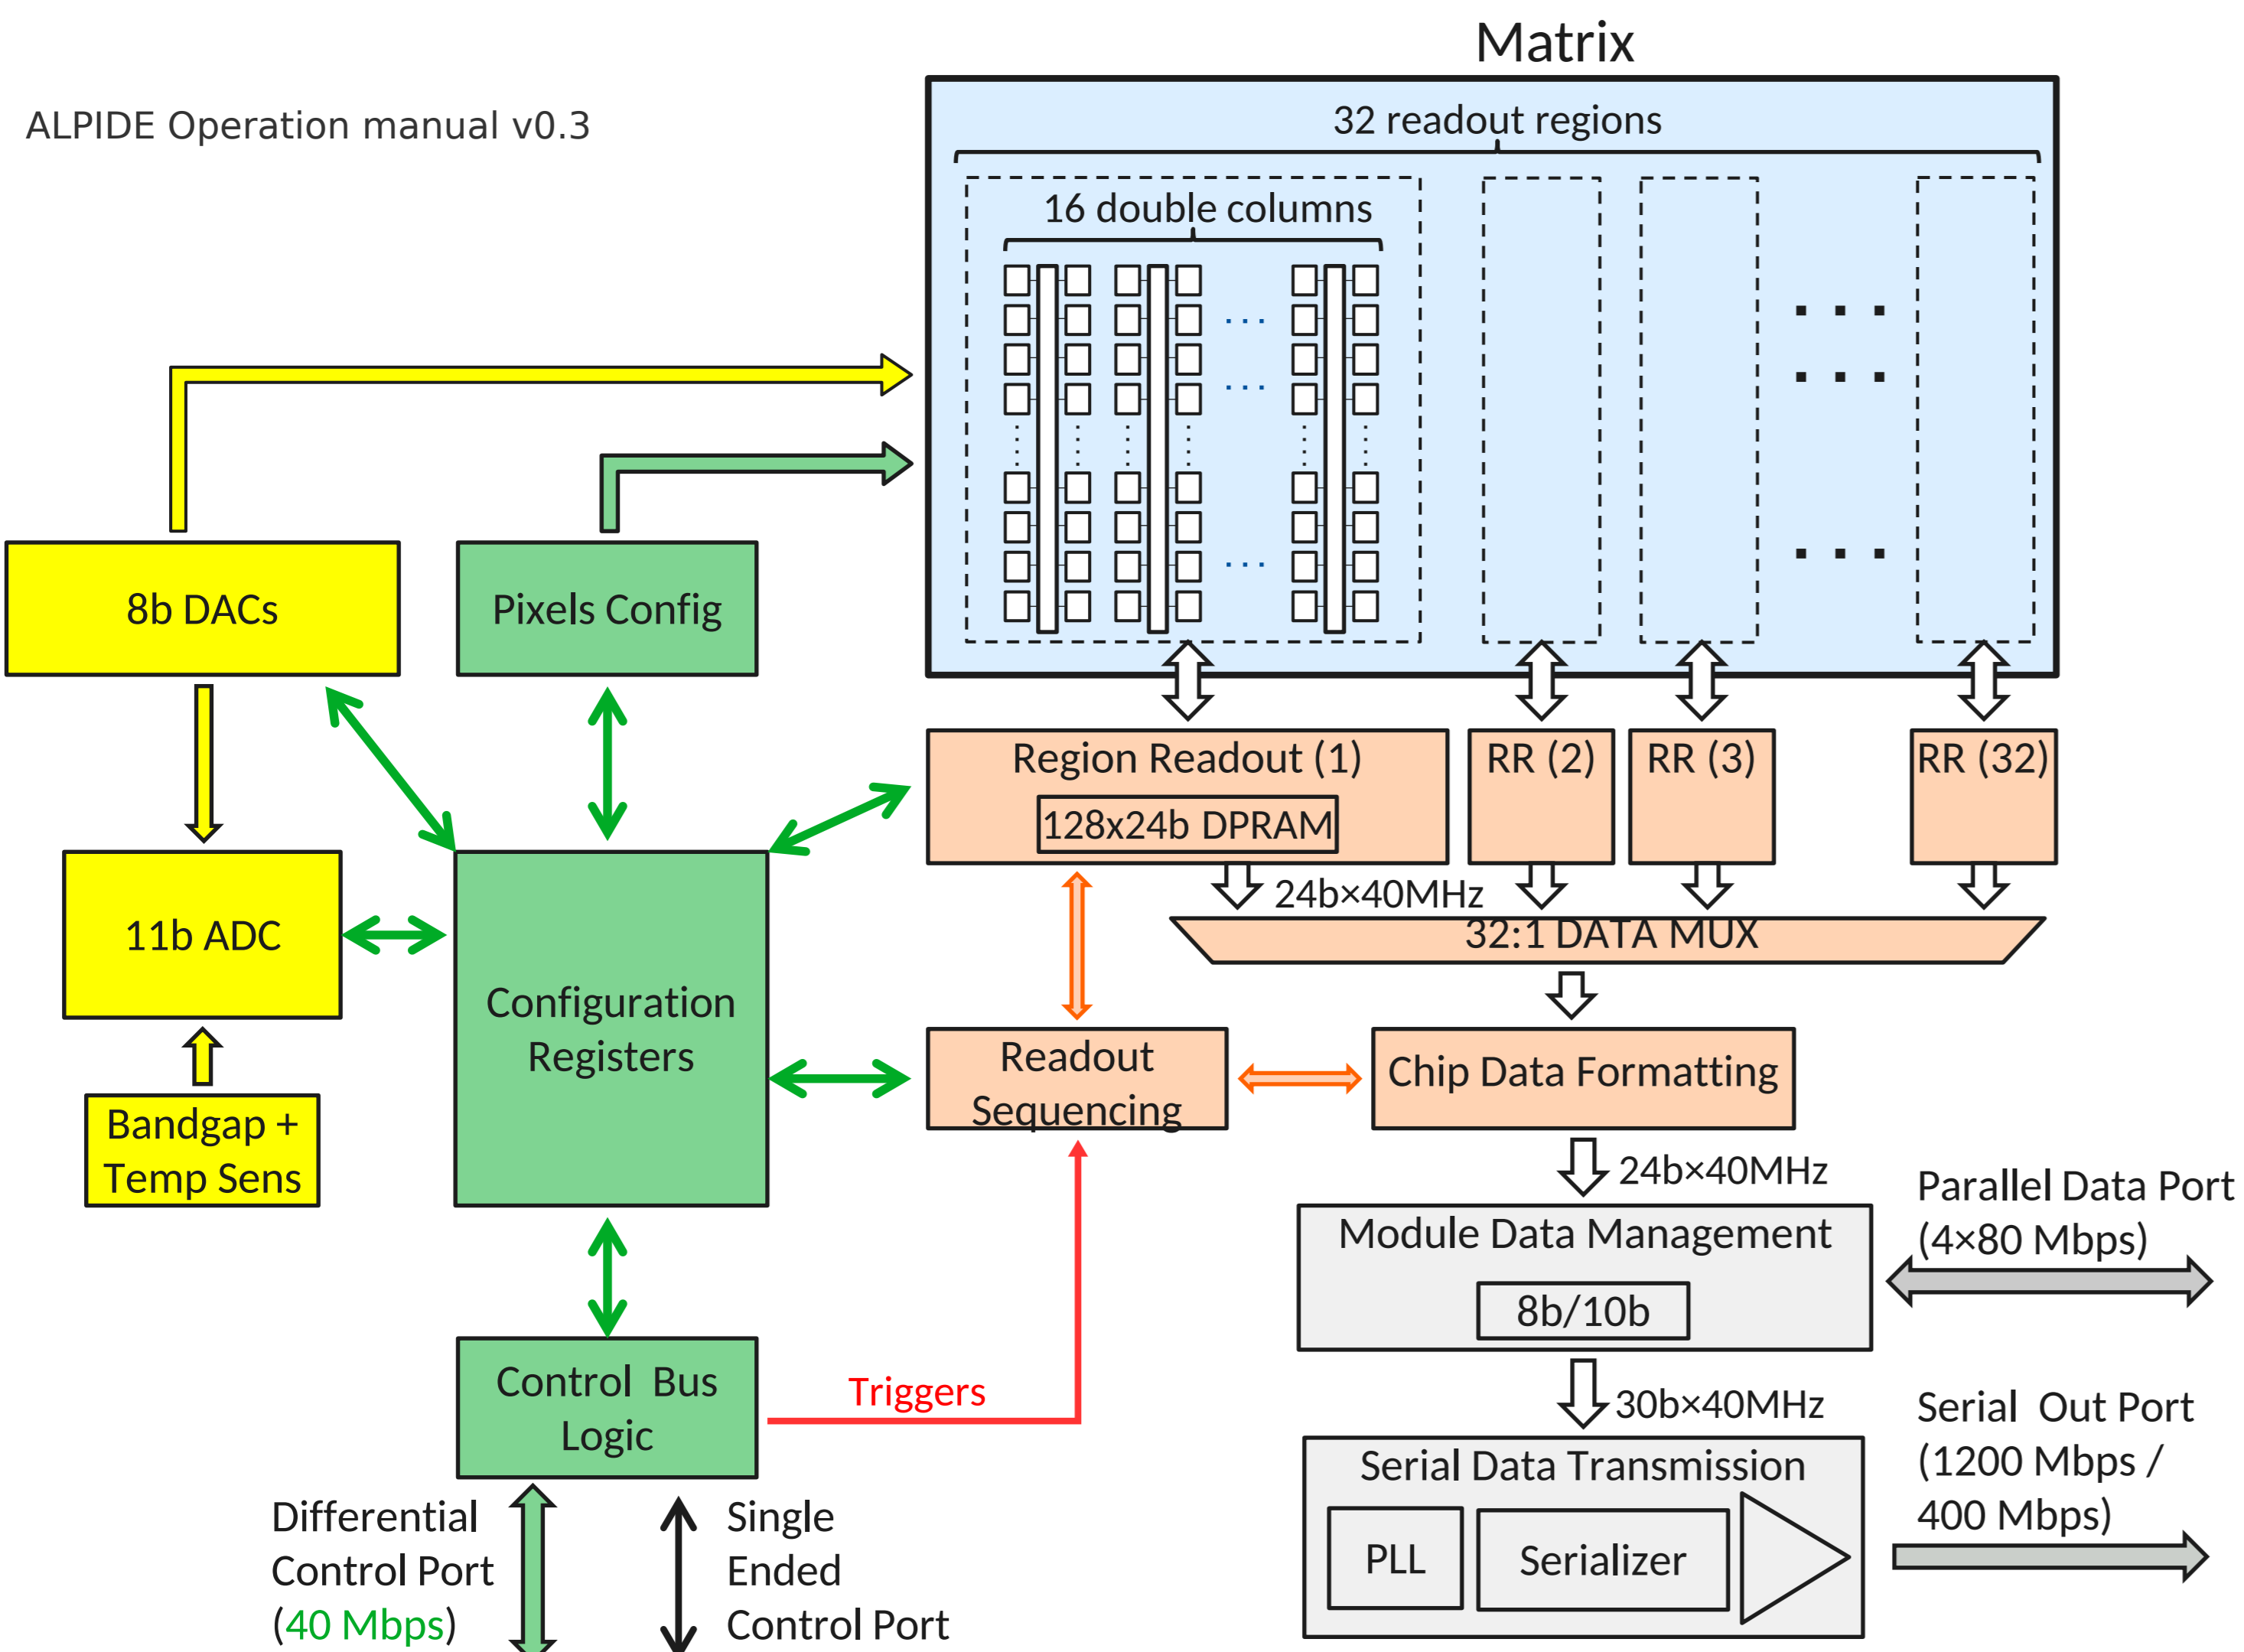 Matrix
ALPIDE Operation manual v0.3
32 readout regions
16 double columns
8b DACs
Pixels Config
Region Readout (1)
128x24b DPRAM
RR (2)
RR (3)
RR (32)
24b×40MHz
32:1 DATA MUX
11b ADC
Configuration
Registers
Readout
Sequencing
Chip Data Formatting
Bandgap +
Temp Sens
24b×40MHz
Parallel Data Port
(4×80 Mbps)
Module Data Management
8b/10b
Control Bus
Logic
Triggers
30b×40MHz
Serial Out Port
(1200 Mbps /
400 Mbps)
Serial Data Transmission
PLL
Serializer
Differential
Control Port
(40 Mbps)
Single
Ended
Control Port